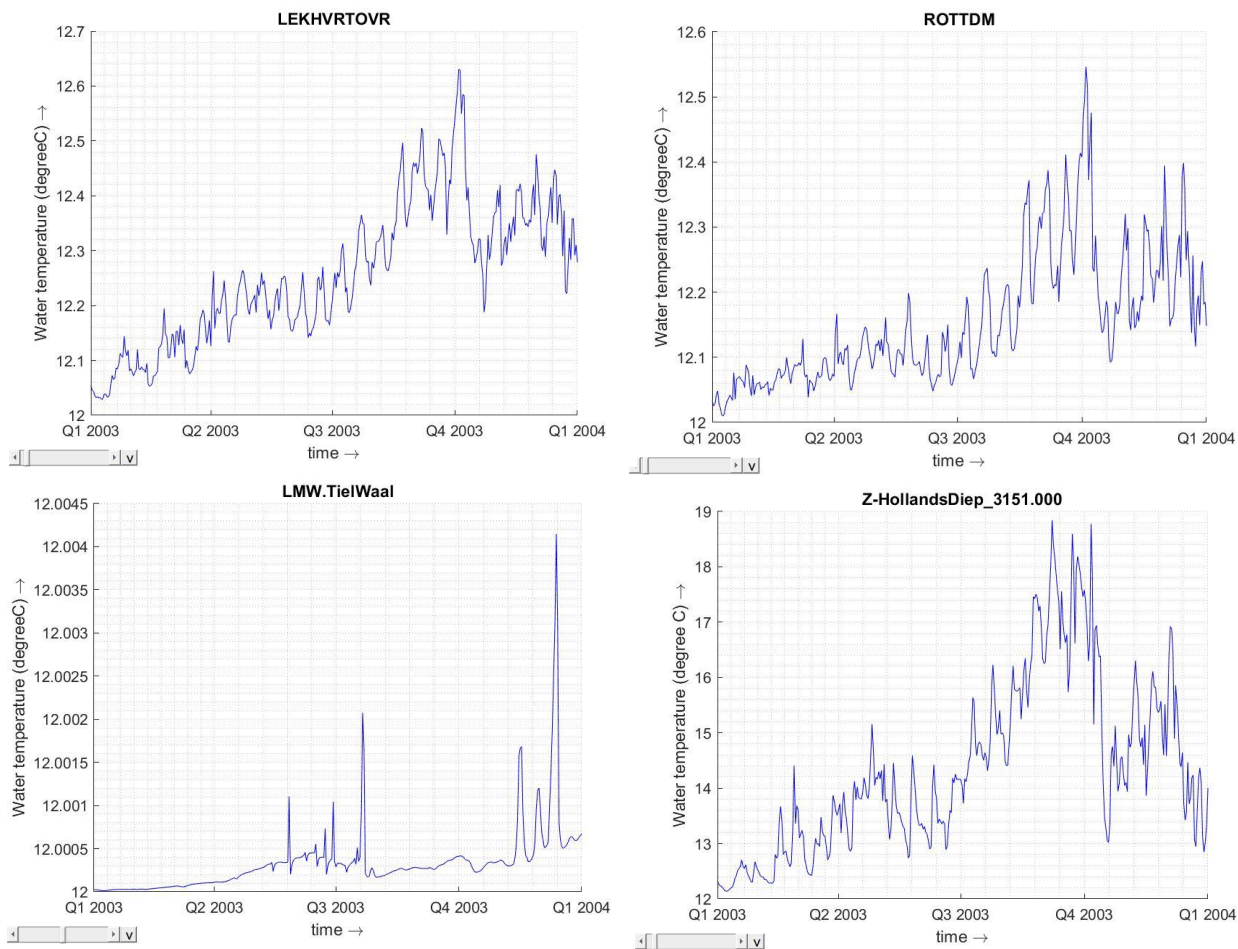 LEKHVRTOVR
12.7
12.6
12.5
12.4
12.3
12.2
12.1
12
Water temperature (degreeC) →
Q1 2003 Q2 2003 Q3 2003 Q4 2003 Q1 2004
time →
v
ROTTDM
12.6
12.5
12.4
12.3
12.2
12.1
12
Water temperature (degreeC) →
Q1 2003 Q2 2003 Q3 2003 Q4 2003 Q1 2004
time →
v
LMW.TielWaal
12.0045
12.004
12.0035
12.003
12.0025
12.002
12.0015
12.001
12.0005
12
Water temperature (degreeC) →
Q1 2003 Q2 2003 Q3 2003 Q4 2003 Q1 2004
time →
v
Z-HollandsDiep_3151.000
19
18
17
16
15
14
13
12
Water temperature (degree C) →
Q1 2003 Q2 2003 Q3 2003 Q4 2003 Q1 2004
time →
v